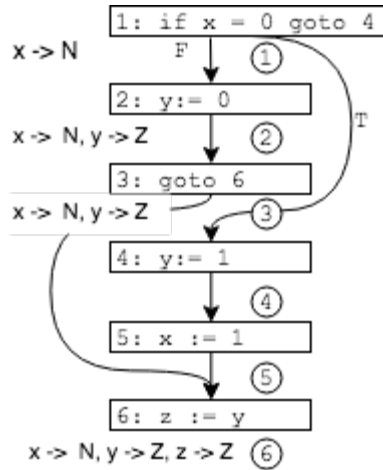 1: if x = 0 goto 4
x -> N
F
1
2: y:= 0
T
x -> N, y -> Z
2
3: goto 6
x -> N, y -> Z
3
4: y:= 1
4
5: x := 1
5
6: z := y
x -> N, y -> Z, z -> Z
6